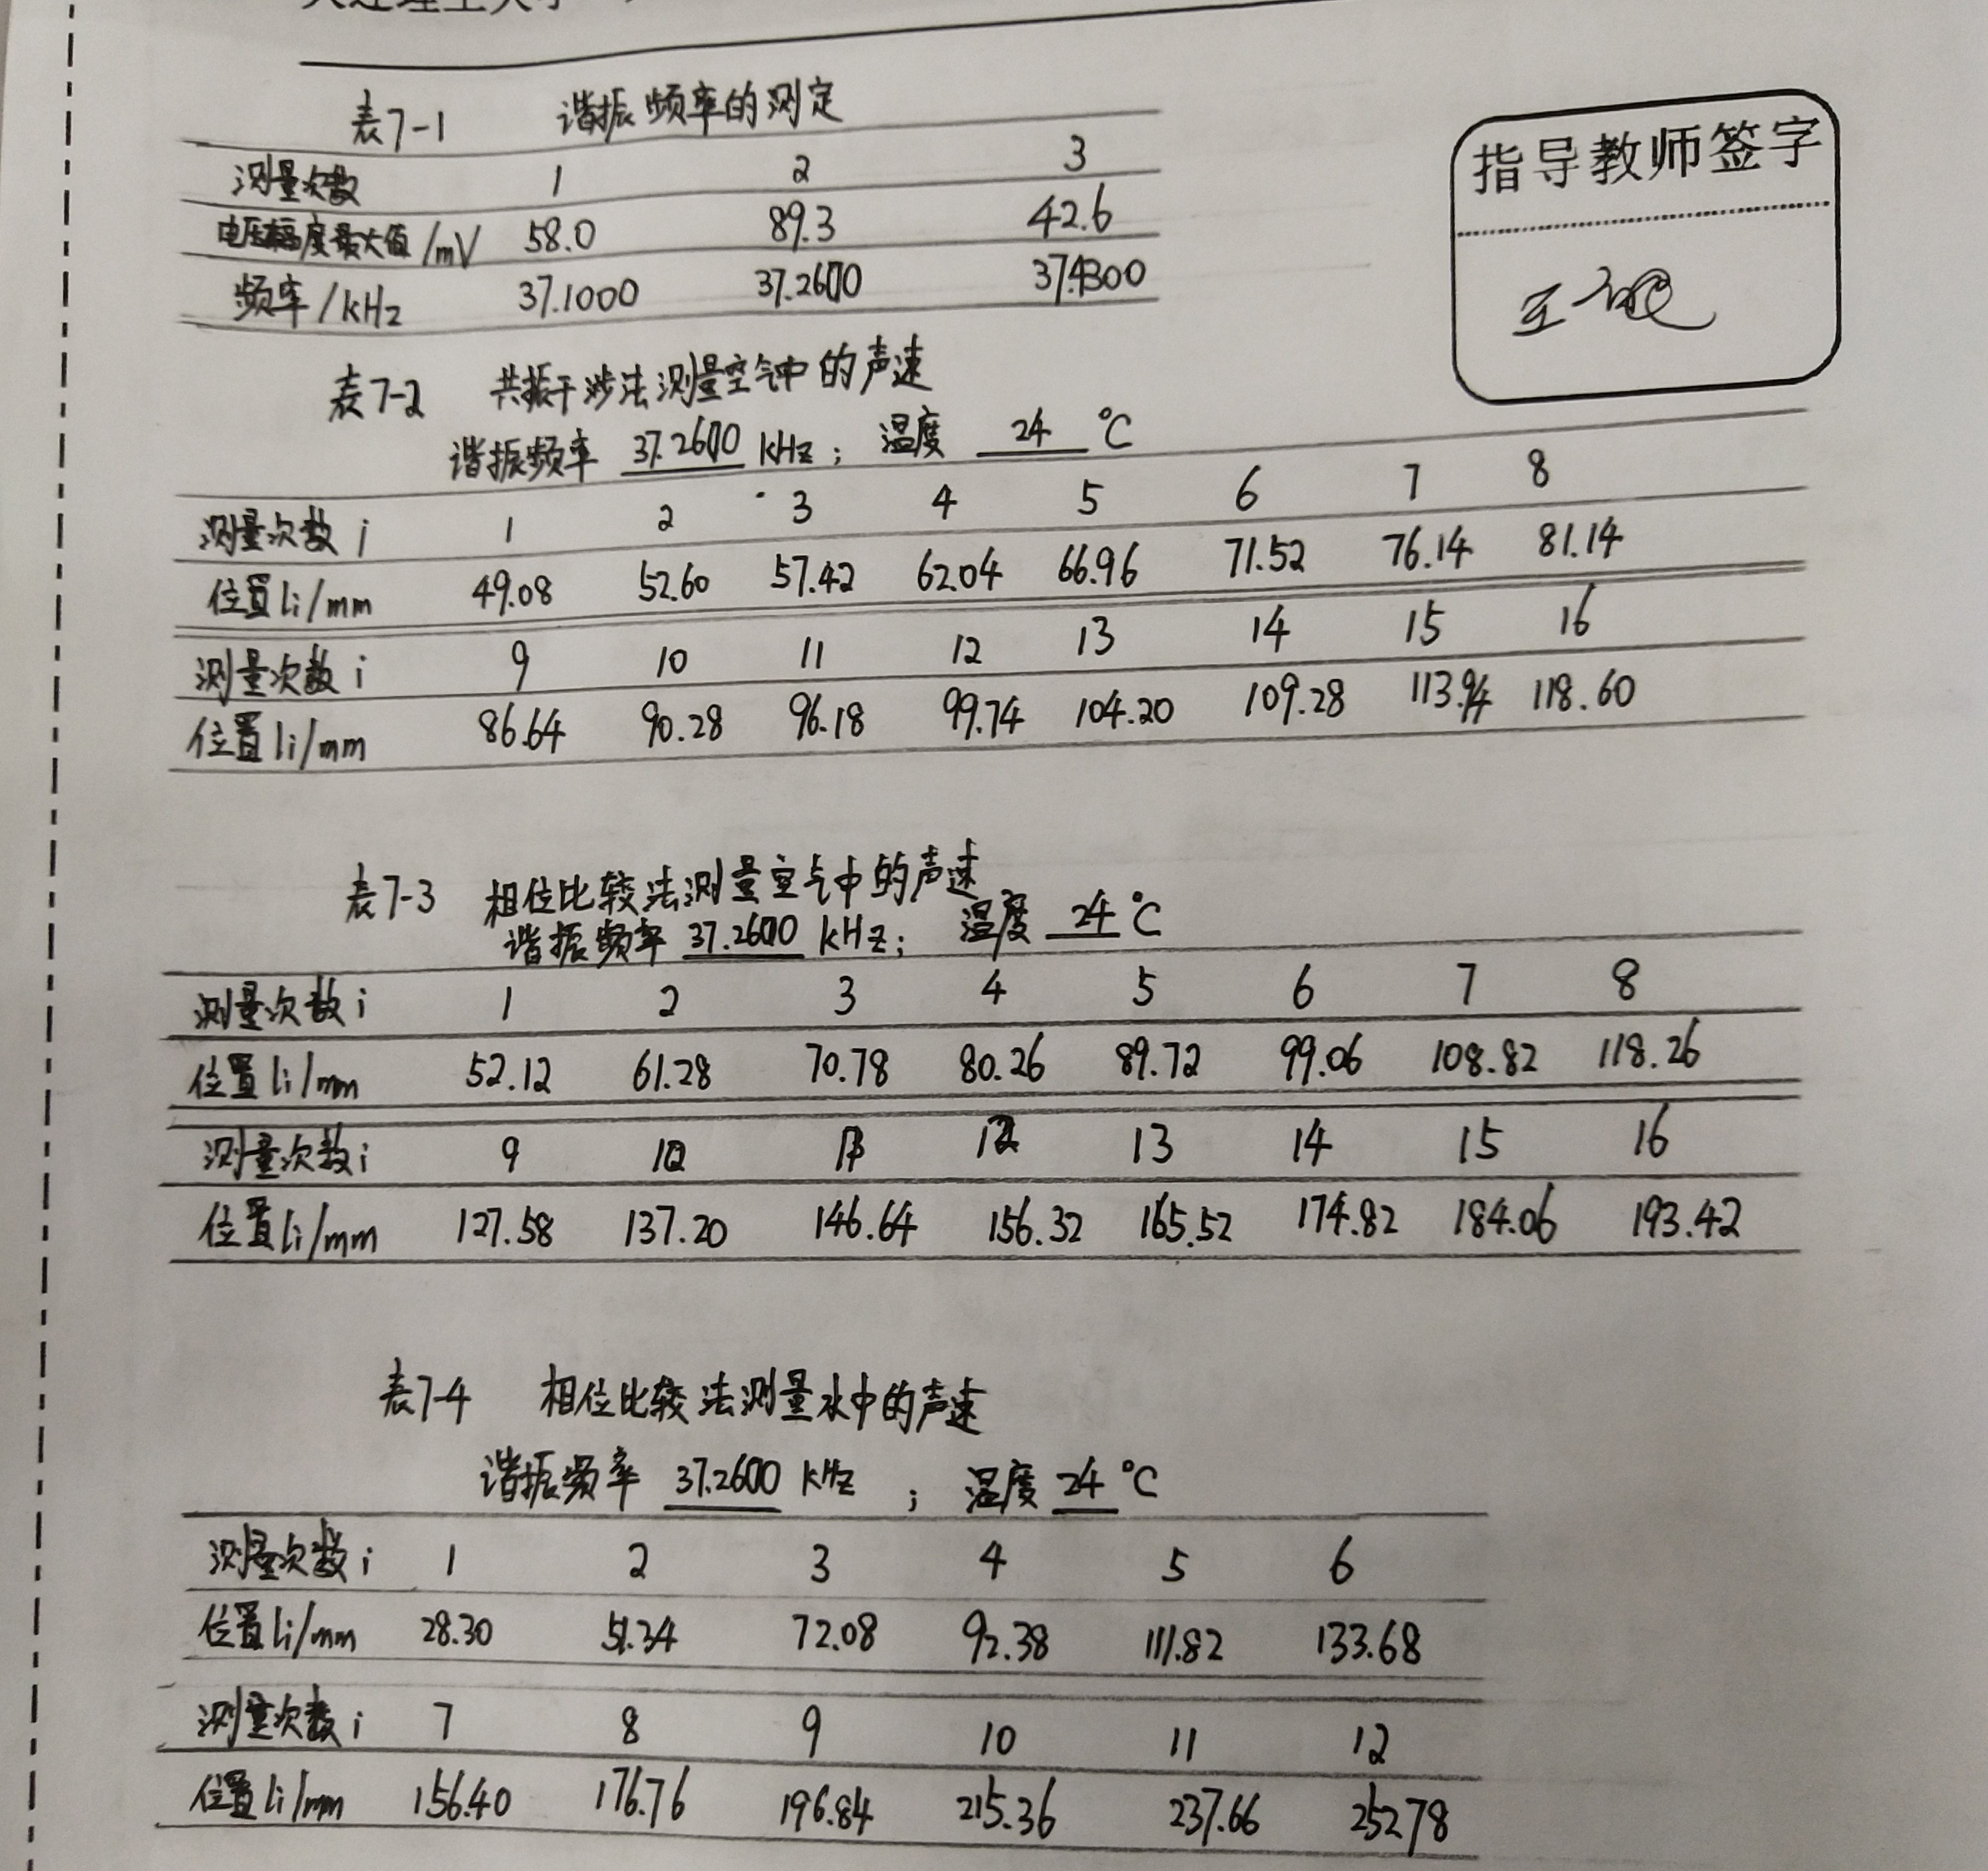 表7-1 谐振频率的测定
测量次数 1 2 3
电压幅度最大值/mV 58.0 89.3 42.6
频率/kHz 37.1000 37.2600 37.4300
指导教师签字
表7-2 共振干涉法测量空气中的声速
谐振频率 37.2600 kHz; 温度 24 ℃
测量次数 i 1 2 3 4 5 6 7 8
位置 li/mm 49.08 52.60 57.42 62.04 66.96 71.52 76.14 81.14
测量次数 i 9 10 11 12 13 14 15 16
位置 li/mm 86.64 90.28 96.18 99.74 104.20 109.28 113.94 118.60
表7-3 相位比较法测量空气中的声速
谐振频率 37.2600 kHz; 温度 24 ℃
测量次数 i 1 2 3 4 5 6 7 8
位置 li/mm 52.12 61.28 70.78 80.26 89.72 99.06 108.82 118.26
测量次数 i 9 10 11 12 13 14 15 16
位置 li/mm 127.58 137.20 146.64 156.32 165.52 174.82 184.06 193.42
表7-4 相位比较法测量水中的声速
谐振频率 37.2600 kHz ; 温度 24 ℃
测量次数 i 1 2 3 4 5 6
位置 li/mm 28.30 51.34 72.08 92.38 111.82 133.68
测量次数 i 7 8 9 10 11 12
位置 li/mm 156.40 176.76 196.84 215.36 237.66 252.78